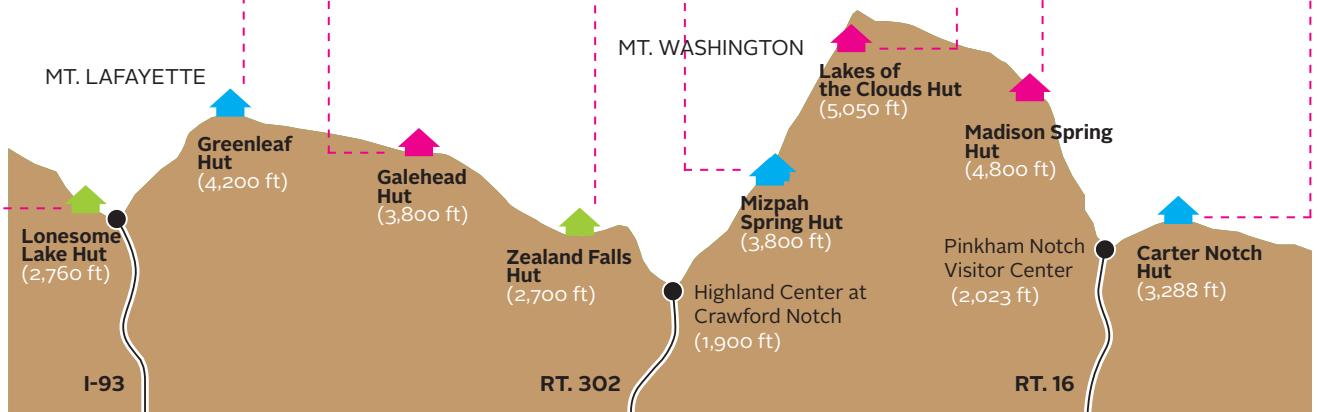 MT. LAFAYETTE
Lonesome
Lake Hut
(2,760 ft)
I-93
Greenleaf
Hut
(4,200 ft)
Galehead
Hut
(3,800 ft)
Zealand Falls
Hut
(2,700 ft)
RT. 302
Highland Center at
Crawford Notch
(1,900 ft)
MT. WASHINGTON
Mizpah
Spring Hut
(3,800 ft)
Lakes of
the Clouds Hut
(5,050 ft)
Madison Spring
Hut
(4,800 ft)
Pinkham Notch
Visitor Center
(2,023 ft)
RT. 16
Carter Notch
Hut
(3,288 ft)